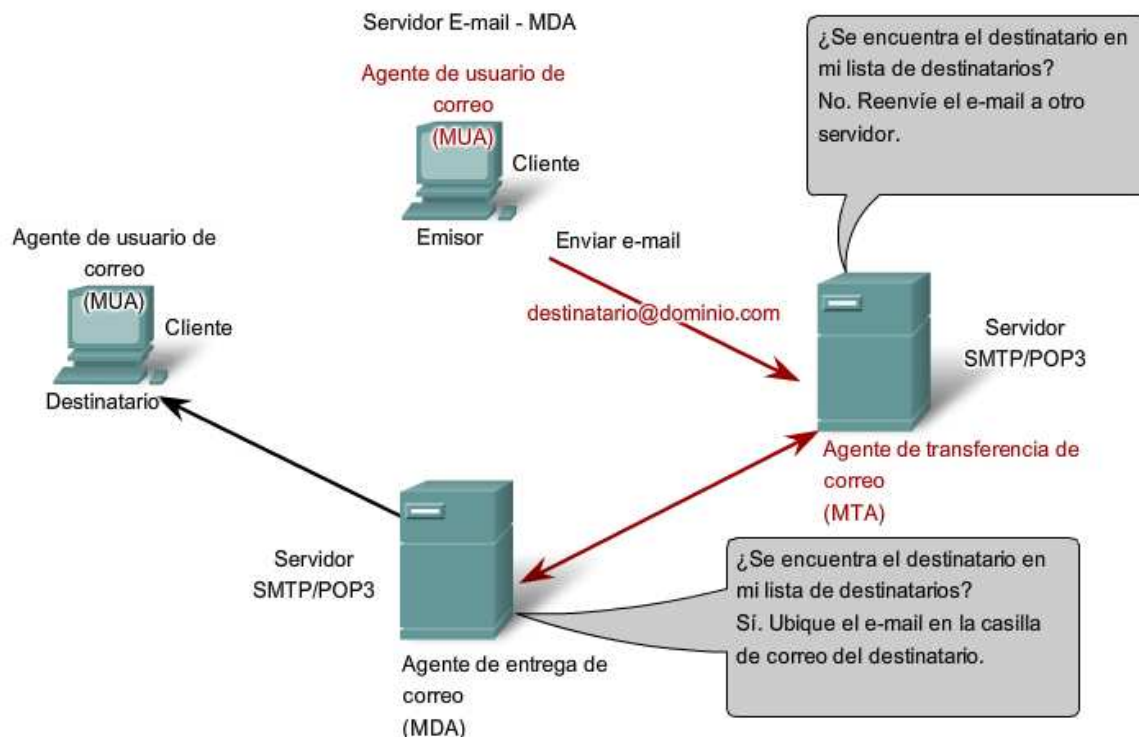 Servidor E-mail - MDA
Agente de usuario de
correo
(MUA)
Cliente
Emisor
¿Se encuentra el destinatario en
mi lista de destinatarios?
No. Reenvíe el e-mail a otro
servidor.
Enviar e-mail
destinatario@dominio.com
Agente de usuario de
correo
(MUA)
Cliente
Destinatario
Servidor
SMTP/POP3
Agente de transferencia de
correo
(MTA)
Servidor
SMTP/POP3
Agente de entrega de
correo
(MDA)
¿Se encuentra el destinatario en
mi lista de destinatarios?
Sí. Ubique el e-mail en la casilla
de correo del destinatario.